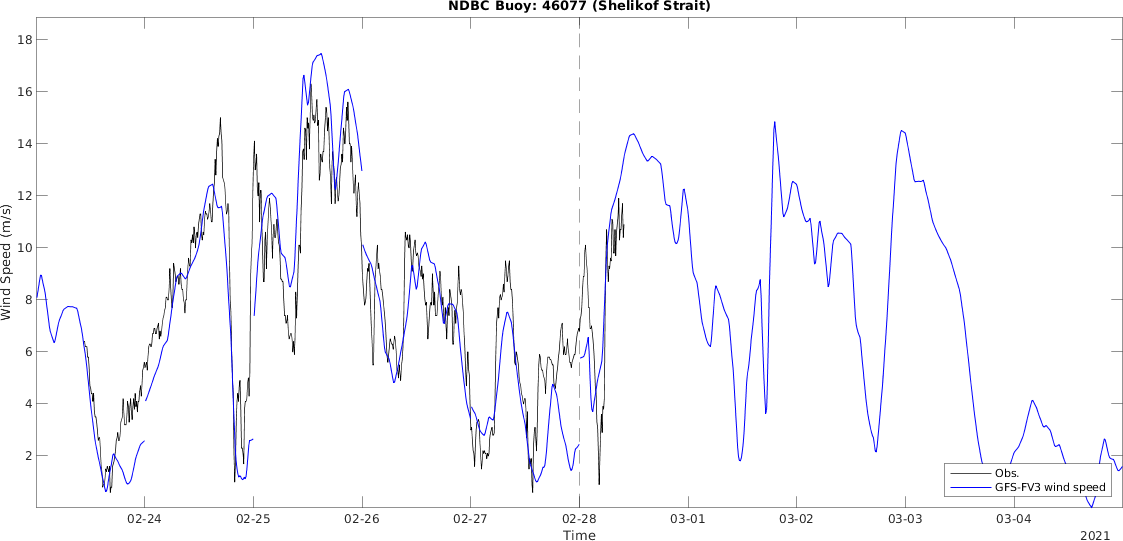 NDBC Buoy: 46077 (Shelikof Strait)
18
16
14
12
10
8
6
4
2
Wind Speed (m/s)
02-24 02-25 02-26 02-27 02-28 03-01 03-02 03-03 03-04
Time
2021
Obs.
GFS-FV3 wind speed